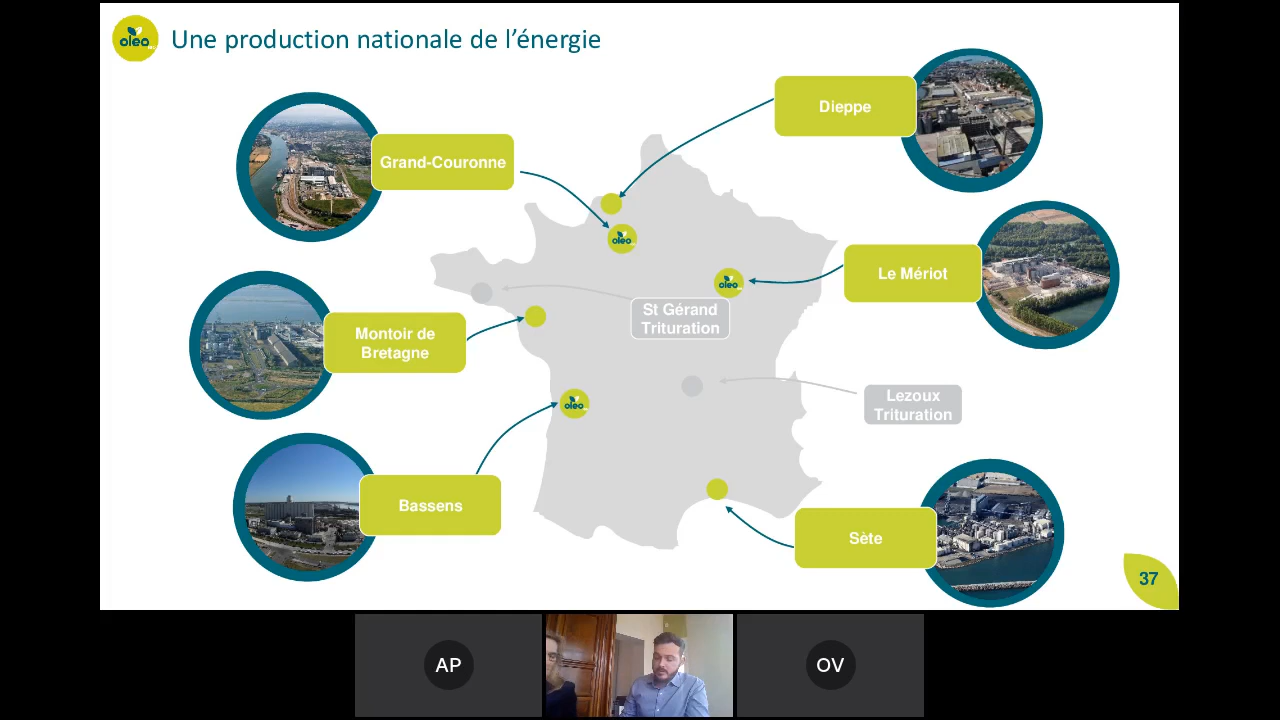 oleo
Une production nationale de l’énergie
Dieppe
Grand-Couronne
oleo
Le Mériot
oleo
St Gérand
Trituration
Montoir de
Bretagne
Lezoux
Trituration
oleo
Bassens
Sète
37
AP
OV